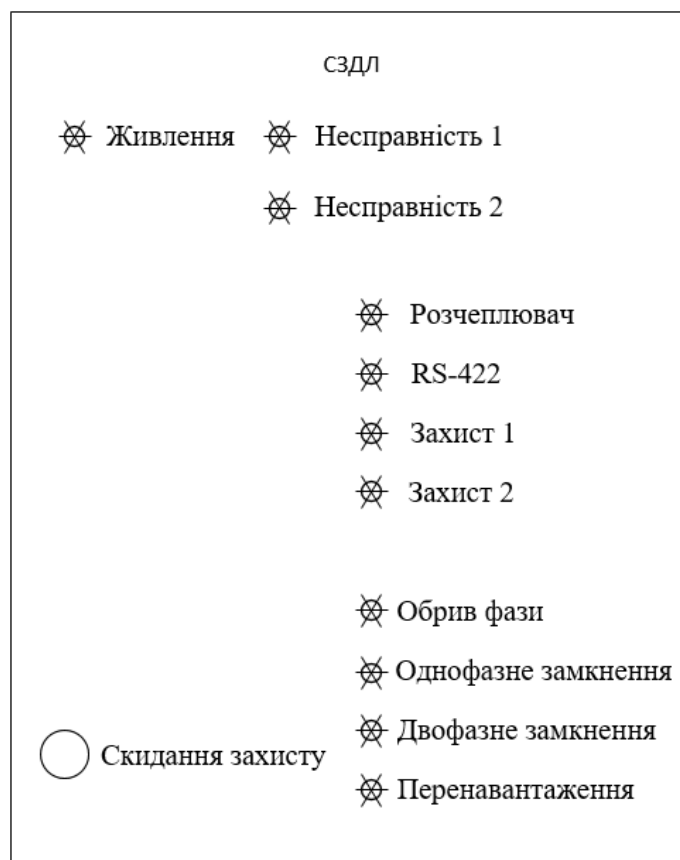 СЗДЛ
Живлення Несправність 1
Несправність 2
Розчеплювач
RS-422
Захист 1
Захист 2
Обрив фази
Однофазне замкнення
Двофазне замкнення
Скидання захисту
Перенавантаження